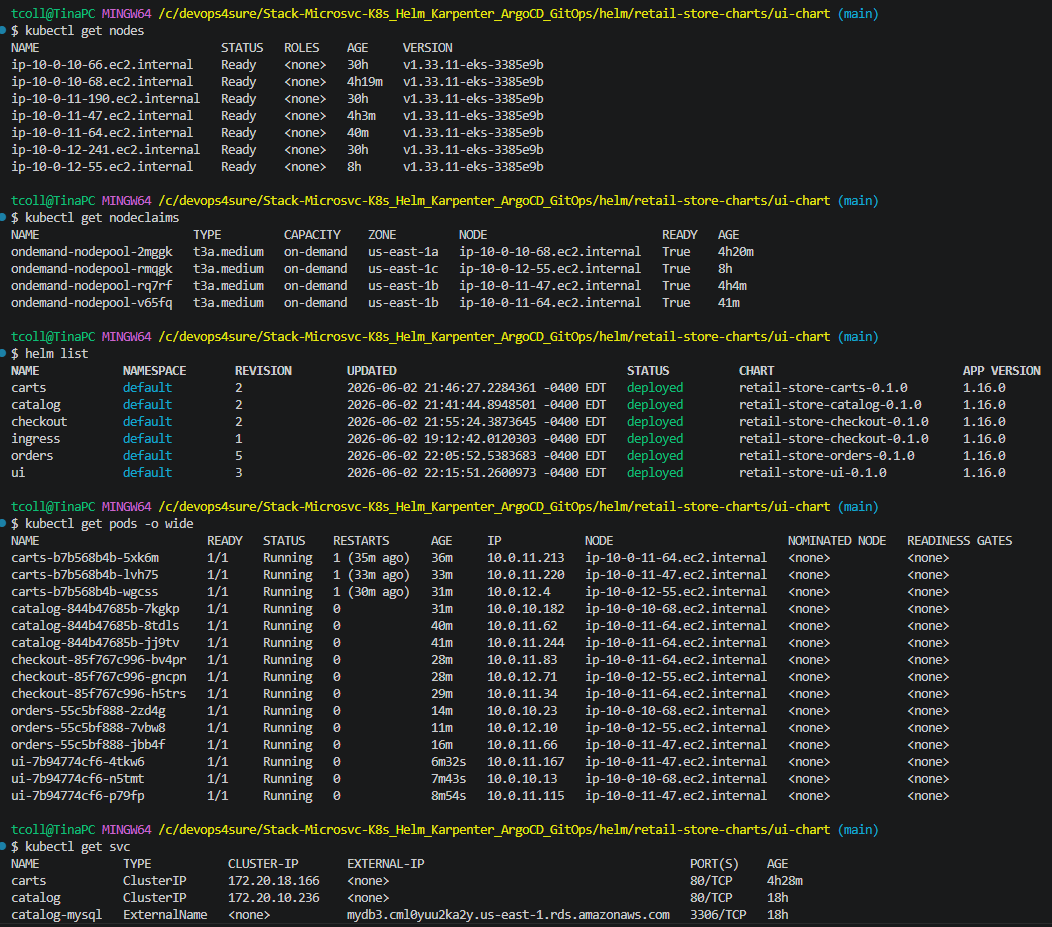 tcoll@TinaPC MINGW64 /c/devops4sure/Stack-Microsvc-K8s_Helm_Karpenter_ArgoCD_GitOps/helm/retail-store-charts/ui-chart (main)
$ kubectl get nodes
NAME STATUS ROLES AGE VERSION
ip-10-0-10-66.ec2.internal Ready <none> 30h v1.33.11-eks-3385e9b
ip-10-0-10-68.ec2.internal Ready <none> 4h19m v1.33.11-eks-3385e9b
ip-10-0-11-190.ec2.internal Ready <none> 30h v1.33.11-eks-3385e9b
ip-10-0-11-47.ec2.internal Ready <none> 4h3m v1.33.11-eks-3385e9b
ip-10-0-11-64.ec2.internal Ready <none> 40m v1.33.11-eks-3385e9b
ip-10-0-12-241.ec2.internal Ready <none> 30h v1.33.11-eks-3385e9b
ip-10-0-12-55.ec2.internal Ready <none> 8h v1.33.11-eks-3385e9b
tcoll@TinaPC MINGW64 /c/devops4sure/Stack-Microsvc-K8s_Helm_Karpenter_ArgoCD_GitOps/helm/retail-store-charts/ui-chart (main)
$ kubectl get nodeclaims
NAME TYPE CAPACITY ZONE NODE READY AGE
ondemand-nodepool-2mggk t3a.medium on-demand us-east-1a ip-10-0-10-68.ec2.internal True 4h20m
ondemand-nodepool-rmqgk t3a.medium on-demand us-east-1c ip-10-0-12-55.ec2.internal True 8h
ondemand-nodepool-rq7rf t3a.medium on-demand us-east-1b ip-10-0-11-47.ec2.internal True 4h4m
ondemand-nodepool-v65fq t3a.medium on-demand us-east-1b ip-10-0-11-64.ec2.internal True 41m
tcoll@TinaPC MINGW64 /c/devops4sure/Stack-Microsvc-K8s_Helm_Karpenter_ArgoCD_GitOps/helm/retail-store-charts/ui-chart (main)
$ helm list
NAME NAMESPACE REVISION UPDATED STATUS CHART APP VERSION
carts default 2 2026-06-02 21:46:27.2284361 -0400 EDT deployed retail-store-carts-0.1.0 1.16.0
catalog default 2 2026-06-02 21:41:44.8948501 -0400 EDT deployed retail-store-catalog-0.1.0 1.16.0
checkout default 2 2026-06-02 21:55:24.3873645 -0400 EDT deployed retail-store-checkout-0.1.0 1.16.0
ingress default 1 2026-06-02 19:12:42.0120303 -0400 EDT deployed retail-store-checkout-0.1.0 1.16.0
orders default 5 2026-06-02 22:05:52.5383683 -0400 EDT deployed retail-store-orders-0.1.0 1.16.0
ui default 3 2026-06-02 22:15:51.2600973 -0400 EDT deployed retail-store-ui-0.1.0 1.16.0
tcoll@TinaPC MINGW64 /c/devops4sure/Stack-Microsvc-K8s_Helm_Karpenter_ArgoCD_GitOps/helm/retail-store-charts/ui-chart (main)
$ kubectl get pods -o wide
NAME READY STATUS RESTARTS AGE IP NODE NOMINATED NODE READINESS GATES
carts-b7b568b4b-5xk6m 1/1 Running 1 (35m ago) 36m 10.0.11.213 ip-10-0-11-64.ec2.internal <none> <none>
carts-b7b568b4b-lvh75 1/1 Running 1 (33m ago) 33m 10.0.11.220 ip-10-0-11-47.ec2.internal <none> <none>
carts-b7b568b4b-wgcss 1/1 Running 1 (30m ago) 31m 10.0.12.4 ip-10-0-12-55.ec2.internal <none> <none>
catalog-844b47685b-7kgkp 1/1 Running 0 31m 10.0.10.182 ip-10-0-10-68.ec2.internal <none> <none>
catalog-844b47685b-8tdls 1/1 Running 0 40m 10.0.11.62 ip-10-0-11-64.ec2.internal <none> <none>
catalog-844b47685b-jj9tv 1/1 Running 0 41m 10.0.11.244 ip-10-0-11-64.ec2.internal <none> <none>
checkout-85f767c996-bv4pr 1/1 Running 0 28m 10.0.11.83 ip-10-0-11-64.ec2.internal <none> <none>
checkout-85f767c996-gncpn 1/1 Running 0 28m 10.0.12.71 ip-10-0-12-55.ec2.internal <none> <none>
checkout-85f767c996-h5trs 1/1 Running 0 29m 10.0.11.34 ip-10-0-11-64.ec2.internal <none> <none>
orders-55c5bf888-2zd4g 1/1 Running 0 14m 10.0.10.23 ip-10-0-10-68.ec2.internal <none> <none>
orders-55c5bf888-7vbw8 1/1 Running 0 11m 10.0.12.10 ip-10-0-12-55.ec2.internal <none> <none>
orders-55c5bf888-jbb4f 1/1 Running 0 16m 10.0.11.66 ip-10-0-11-47.ec2.internal <none> <none>
ui-7b94774cf6-4tkw6 1/1 Running 0 6m32s 10.0.11.167 ip-10-0-11-47.ec2.internal <none> <none>
ui-7b94774cf6-n5tmt 1/1 Running 0 7m43s 10.0.10.13 ip-10-0-10-68.ec2.internal <none> <none>
ui-7b94774cf6-p79fp 1/1 Running 0 8m54s 10.0.11.115 ip-10-0-11-47.ec2.internal <none> <none>
tcoll@TinaPC MINGW64 /c/devops4sure/Stack-Microsvc-K8s_Helm_Karpenter_ArgoCD_GitOps/helm/retail-store-charts/ui-chart (main)
$ kubectl get svc
NAME TYPE CLUSTER-IP EXTERNAL-IP PORT(S) AGE
carts ClusterIP 172.20.18.166 <none> 80/TCP 4h28m
catalog ClusterIP 172.20.10.236 <none> 80/TCP 18h
catalog-mysql ExternalName <none> mydb3.cml0yuu2ka2y.us-east-1.rds.amazonaws.com 3306/TCP 18h